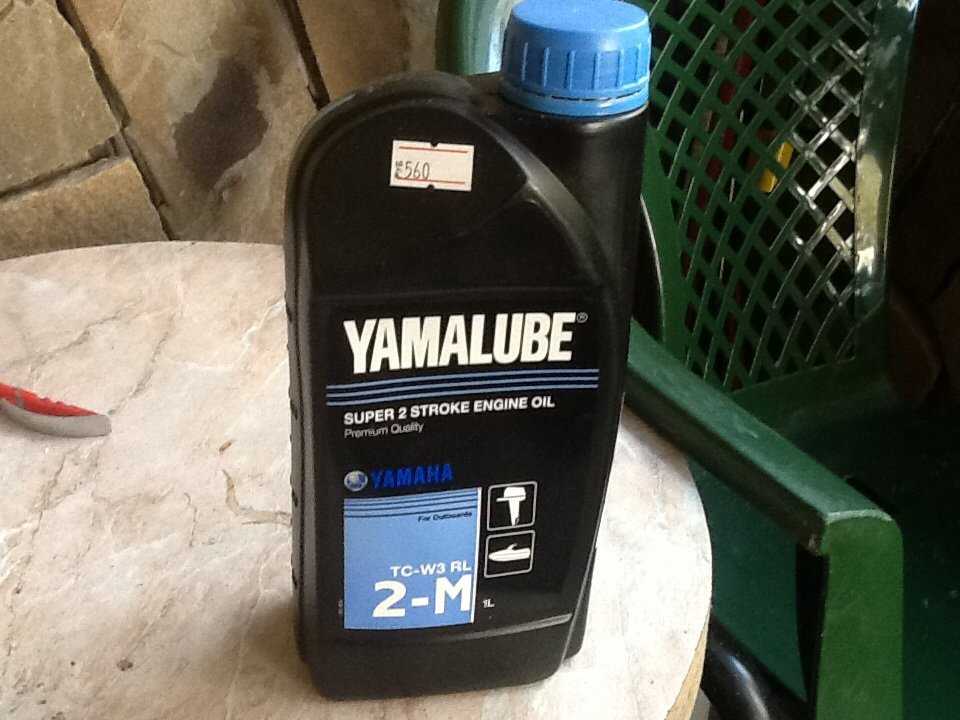 560
YAMALUBE®
SUPER 2 STROKE ENGINE OIL
Premium Quality
YAMAHA
For Outboards
TC-W3 RL
2-M
1L